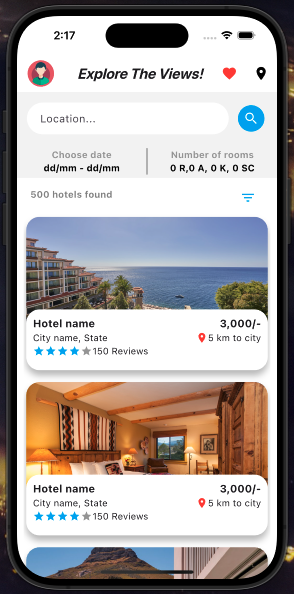 2:17
Explore The Views!
Location...
Choose date
Number of rooms
dd/mm - dd/mm
0 R,0 A, 0 K, 0 SC
500 hotels found
Hotel name
3,000/-
City name, State
5 km to city
150 Reviews
Hotel name
3,000/-
City name, State
5 km to city
150 Reviews